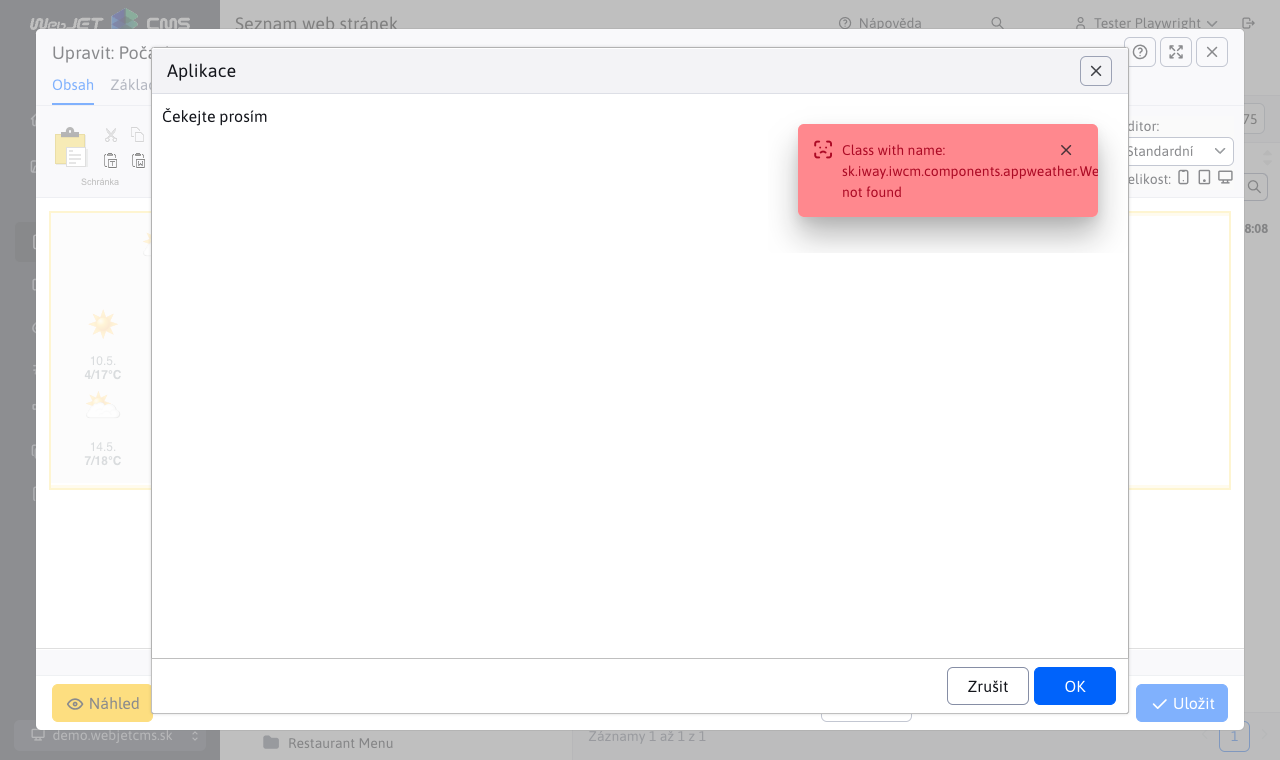 WebJET CMS
Seznam web stránek
Nápověda
Tester Playwright
Upravit: Poča
Aplikace
Obsah
Základ
Čekejte prosím
Class with name:
sk.iway.iwcm.components.appweather.We
not found
ditor:
75
Standardní
elikost:
Schránka
8:08
10.5.
4/17°C
14.5.
7/18°C
Zrušit
OK
Náhled
Uložit
demo.webjetcms.sk
Restaurant Menu
Záznamy 1 až 1 z 1
1